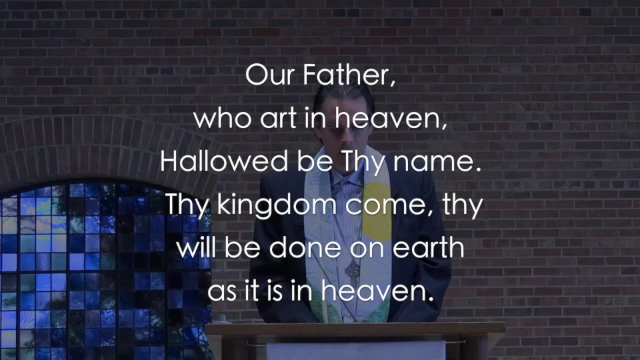 Our Father,
who art in heaven,
Hallowed be Thy name.
Thy kingdom come, thy
will be done on earth
as it is in heaven.